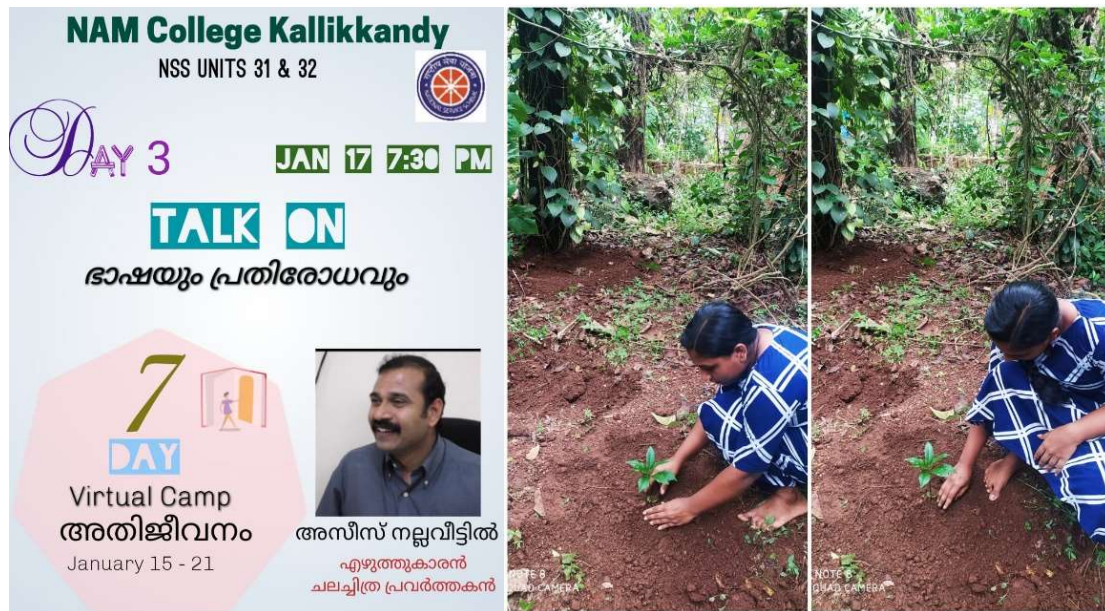 NAM College Kallikkandy
NSS UNITS 31 & 32
DAY 3
JAN 17 7:30 PM
TALK ON
ഭാഷയും പ്രതിരോധവും
7
DAY
Virtual Camp
അതിജീവനം
January 15 - 21
അസീസ് നല്ലവീട്ടിൽ
എഴുത്തുകാരൻ
ചലച്ചിത്ര പ്രവർത്തകൻ
NOTE 8
QUAD CAMERA
NOTE 8
QUAD CAMERA